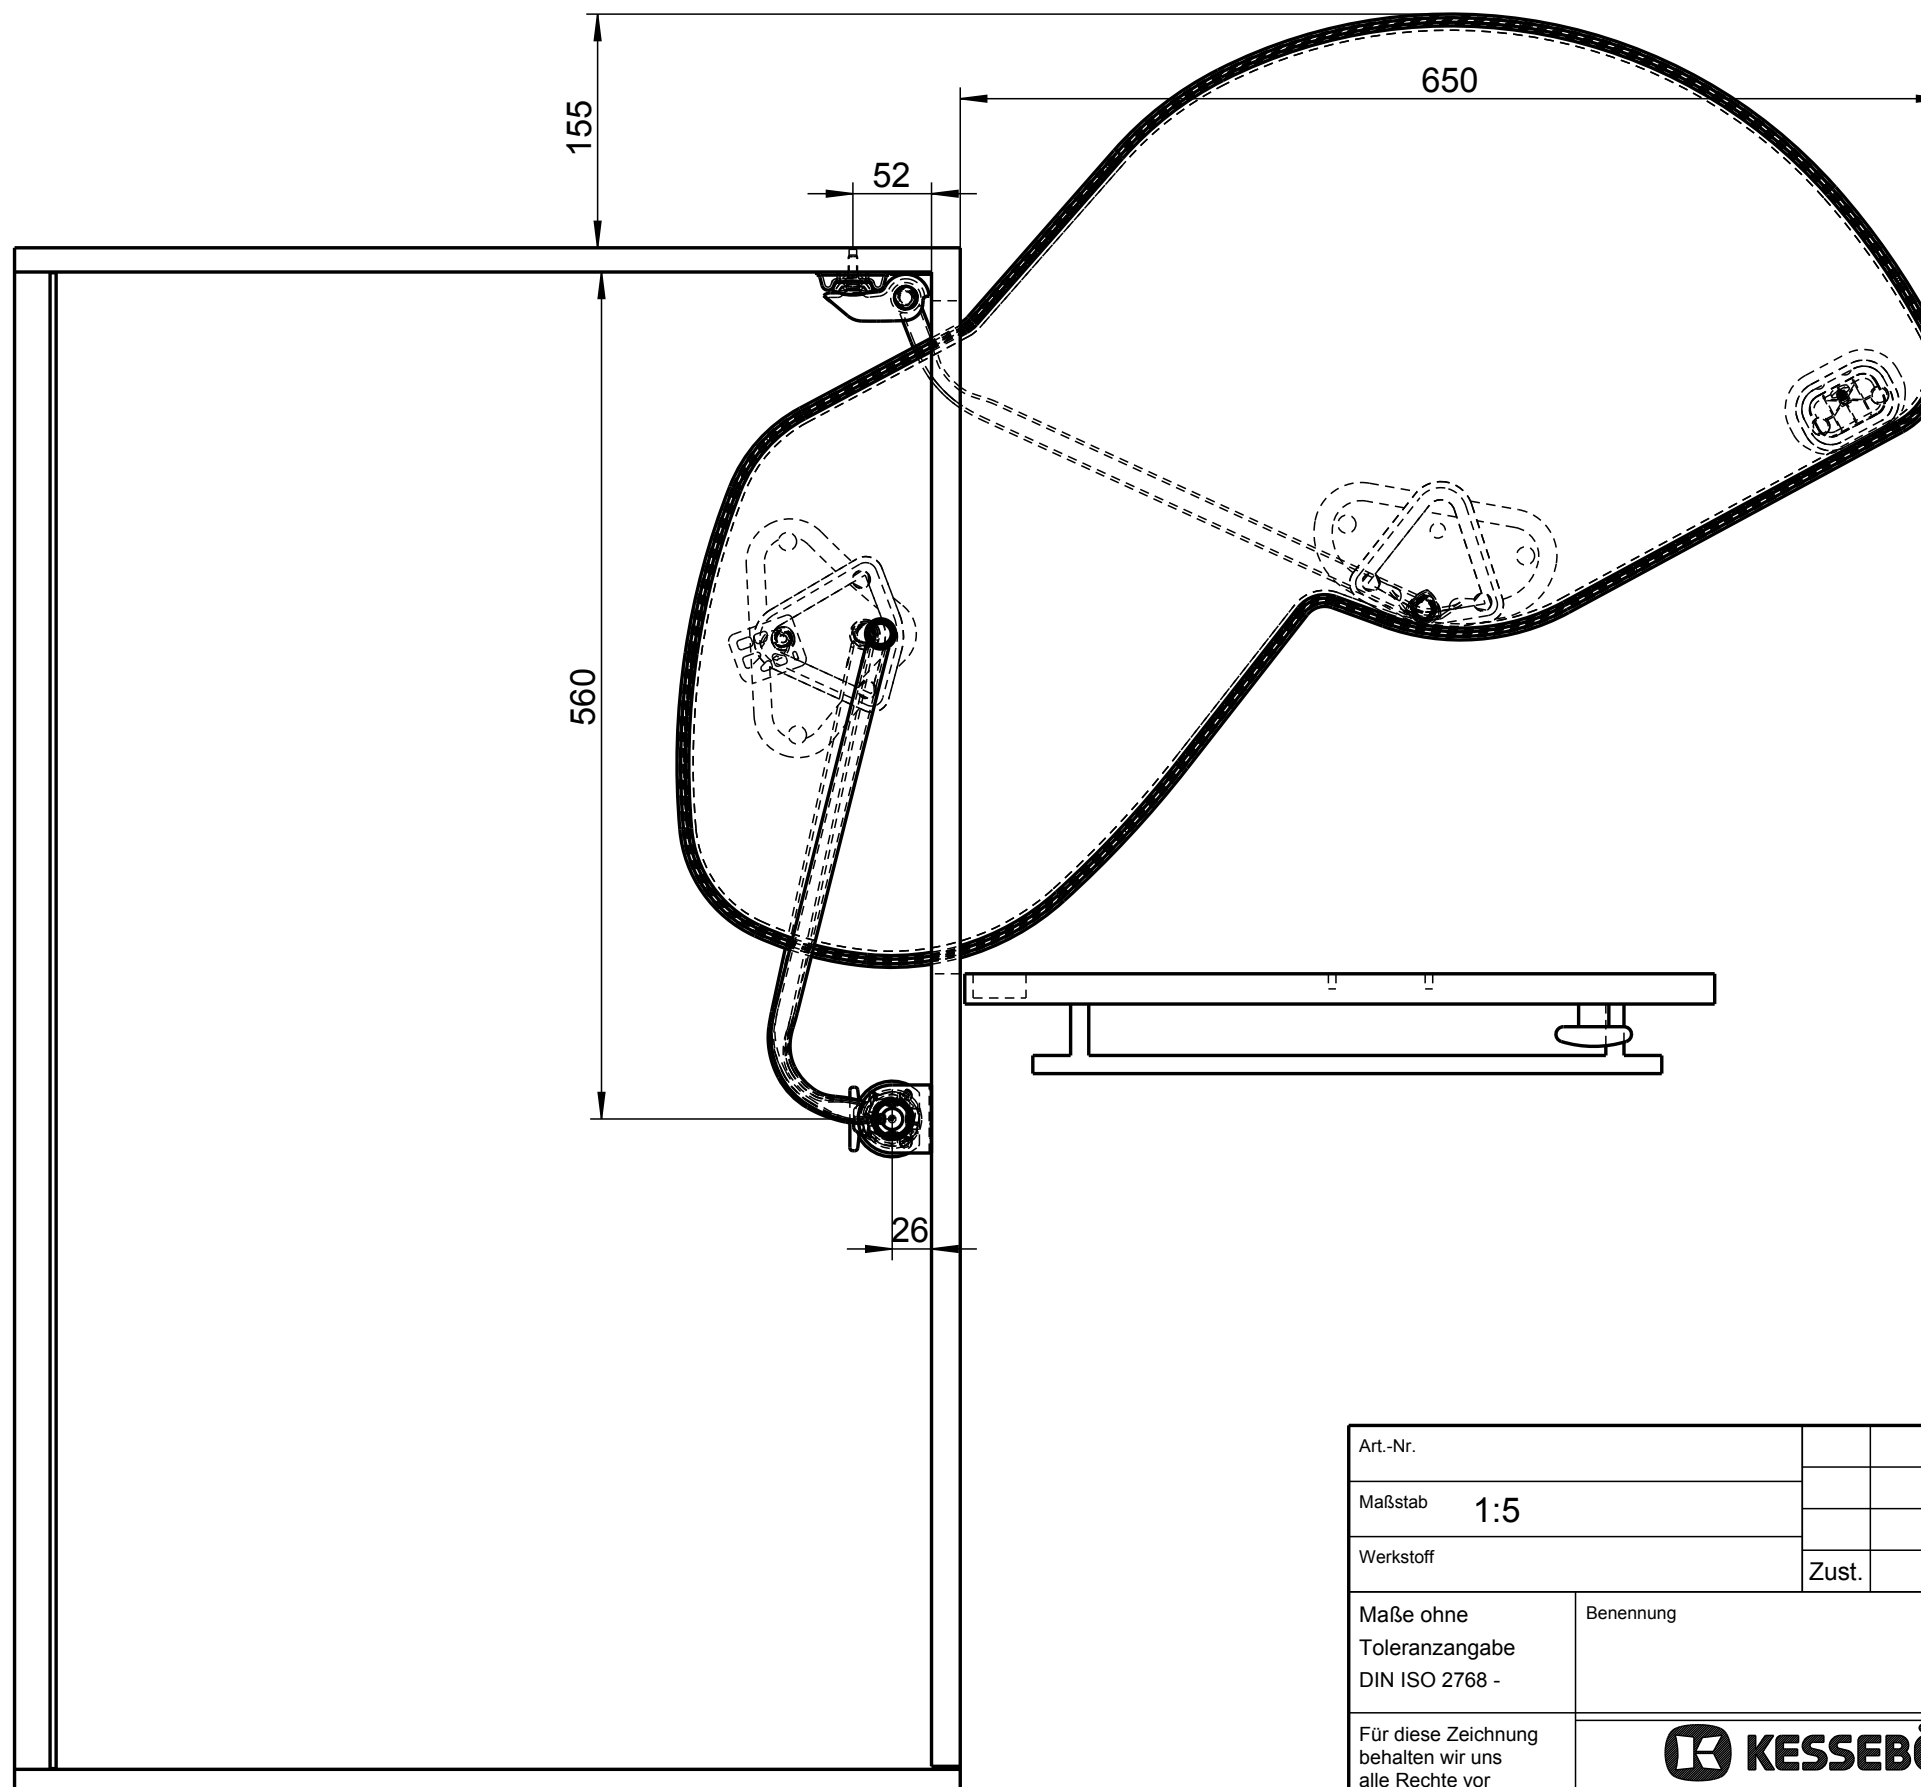 650
155
52
560
26
Art.-Nr.
Maßstab 1:5
Werkstoff
Zust.
Maße ohne
Toleranzangabe
DIN ISO 2768 -
Benennung
Für diese Zeichnung
behalten wir uns
alle Rechte vor